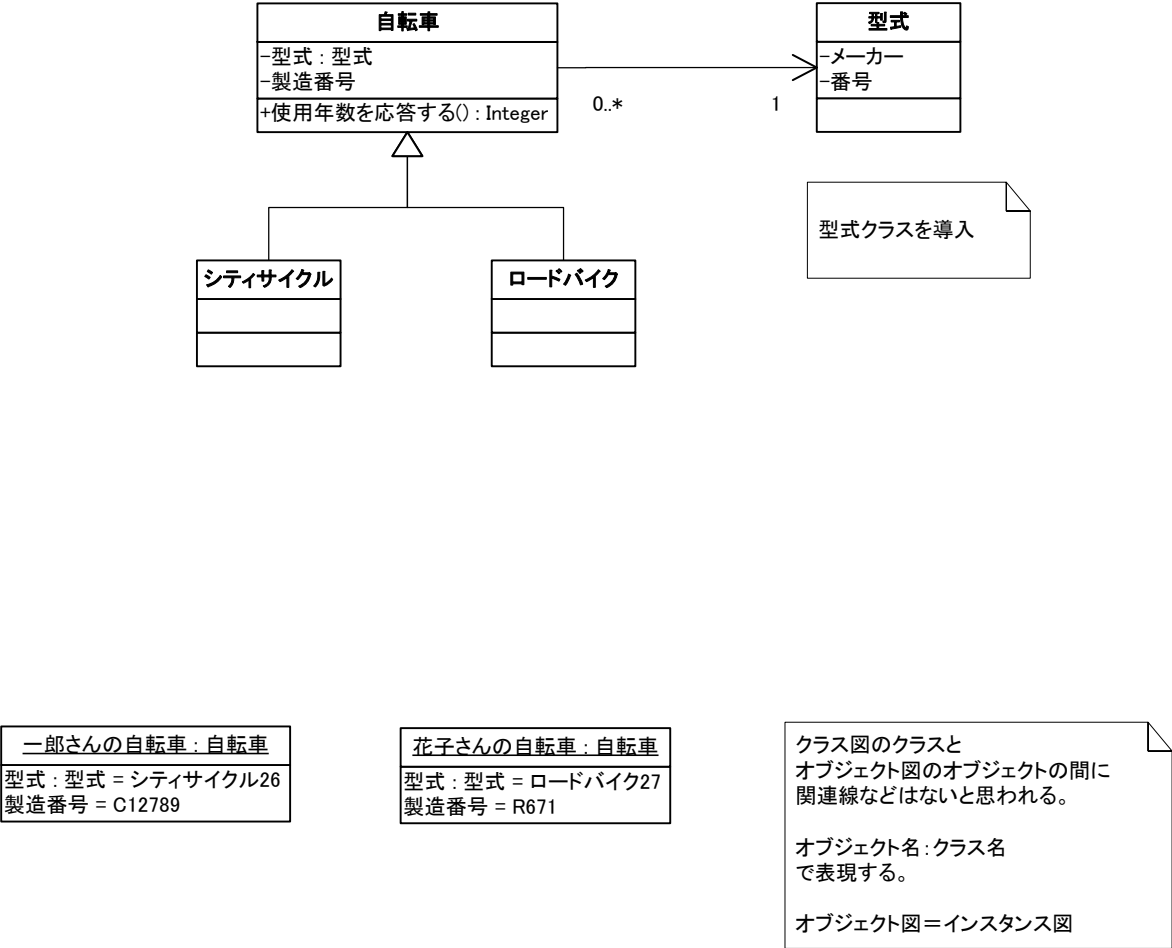 自転車
-型式 : 型式
-製造番号
+使用年数を応答する() : Integer
型式
-メーカー
-番号
0..*
1
型式クラスを導入
シティサイクル
ロードバイク
一郎さんの自転車 : 自転車
型式 : 型式 = シティサイクル26
製造番号 = C12789
花子さんの自転車 : 自転車
型式 : 型式 = ロードバイク27
製造番号 = R671
クラス図のクラスと
オブジェクト図のオブジェクトの間に
関連線などはないと思われる。
オブジェクト名:クラス名
で表現する。
オブジェクト図＝インスタンス図